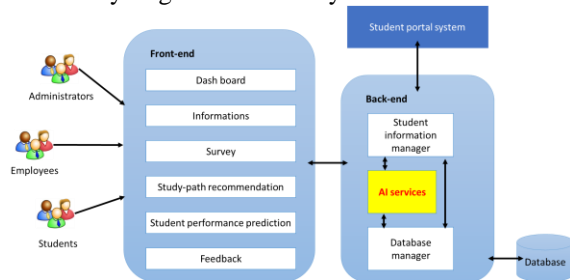 Student portal system
Front-end
Dash board
Administrators
Informations
Back-end
Student
information
manager
Survey
Employees
Study-path recommendation
AI services
Student performance prediction
Students
Database
manager
Feedback
Database